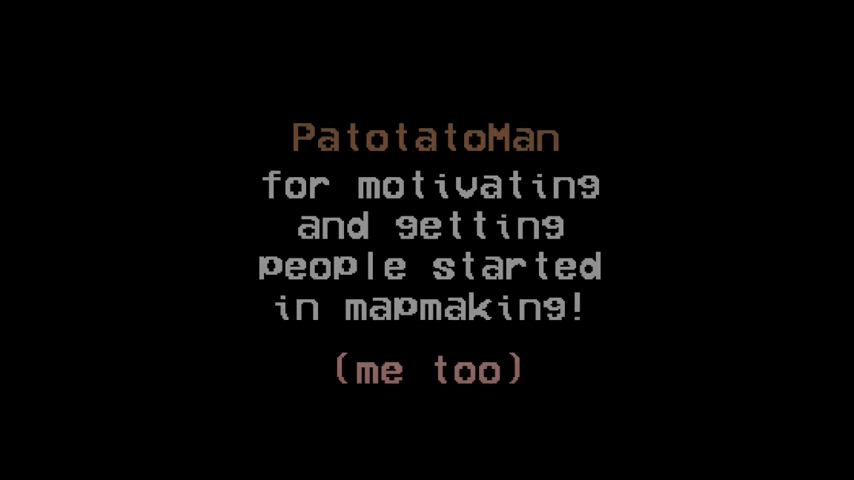 PatotatoMan
for motivating
and getting
people started
in mapmaking!
(me too)